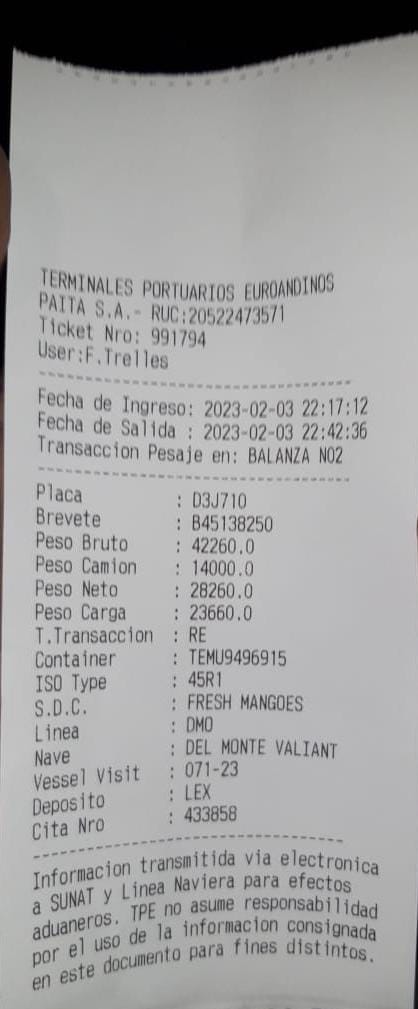 TERMINALES PORTUARIOS EUROANDINOS
PAITA S.A.- RUC:20522473571
Ticket Nro: 991794
User:F.Trelles
Fecha de Ingreso: 2023-02-03 22:17:12
Fecha de Salida : 2023-02-03 22:42:36
Transaccion Pesaje en: BALANZA NO2
Placa : D3J710
Brevete : B45138250
Peso Bruto : 42260.0
Peso Camion : 14000.0
Peso Neto : 28260.0
Peso Carga : 23660.0
T.Transaccion : RE
Container : TEMU9496915
ISO Type : 45R1
S.D.C. : FRESH MANGOES
Linea : DMO
Nave : DEL MONTE VALIANT
Vessel Visit : 071-23
Deposito : LEX
Cita Nro : 433858
Informacion transmitida via electronica
a SUNAT y Linea Naviera para efectos
aduaneros. TPE no asume responsabilidad
por el uso de la informacion consignada
en este documento para fines distintos.